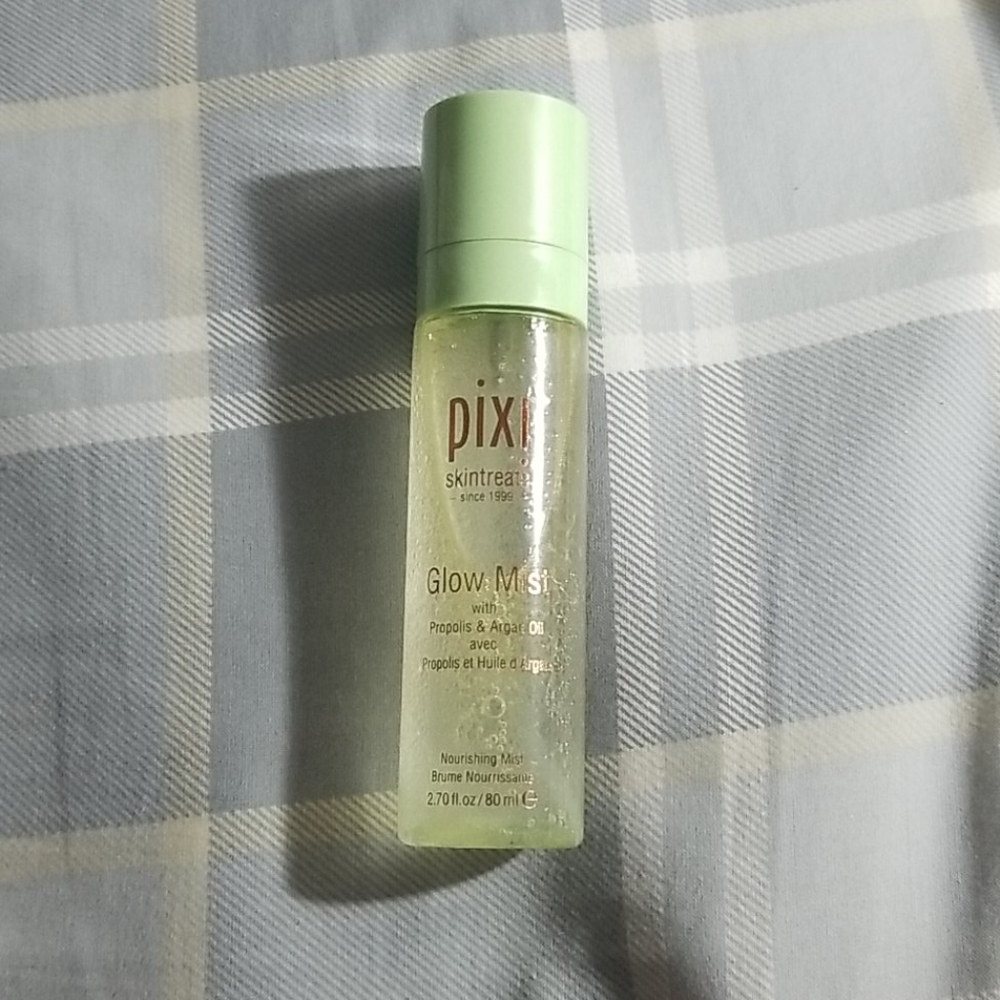 pixi
skintreats
– since 1999 –
Glow Mist
with
Propolis & Argan Oil
avec
Propolis et Huile d'Argan
Nourishing Mist
Brume Nourrissante
2.70 fl.oz / 80 ml ℮